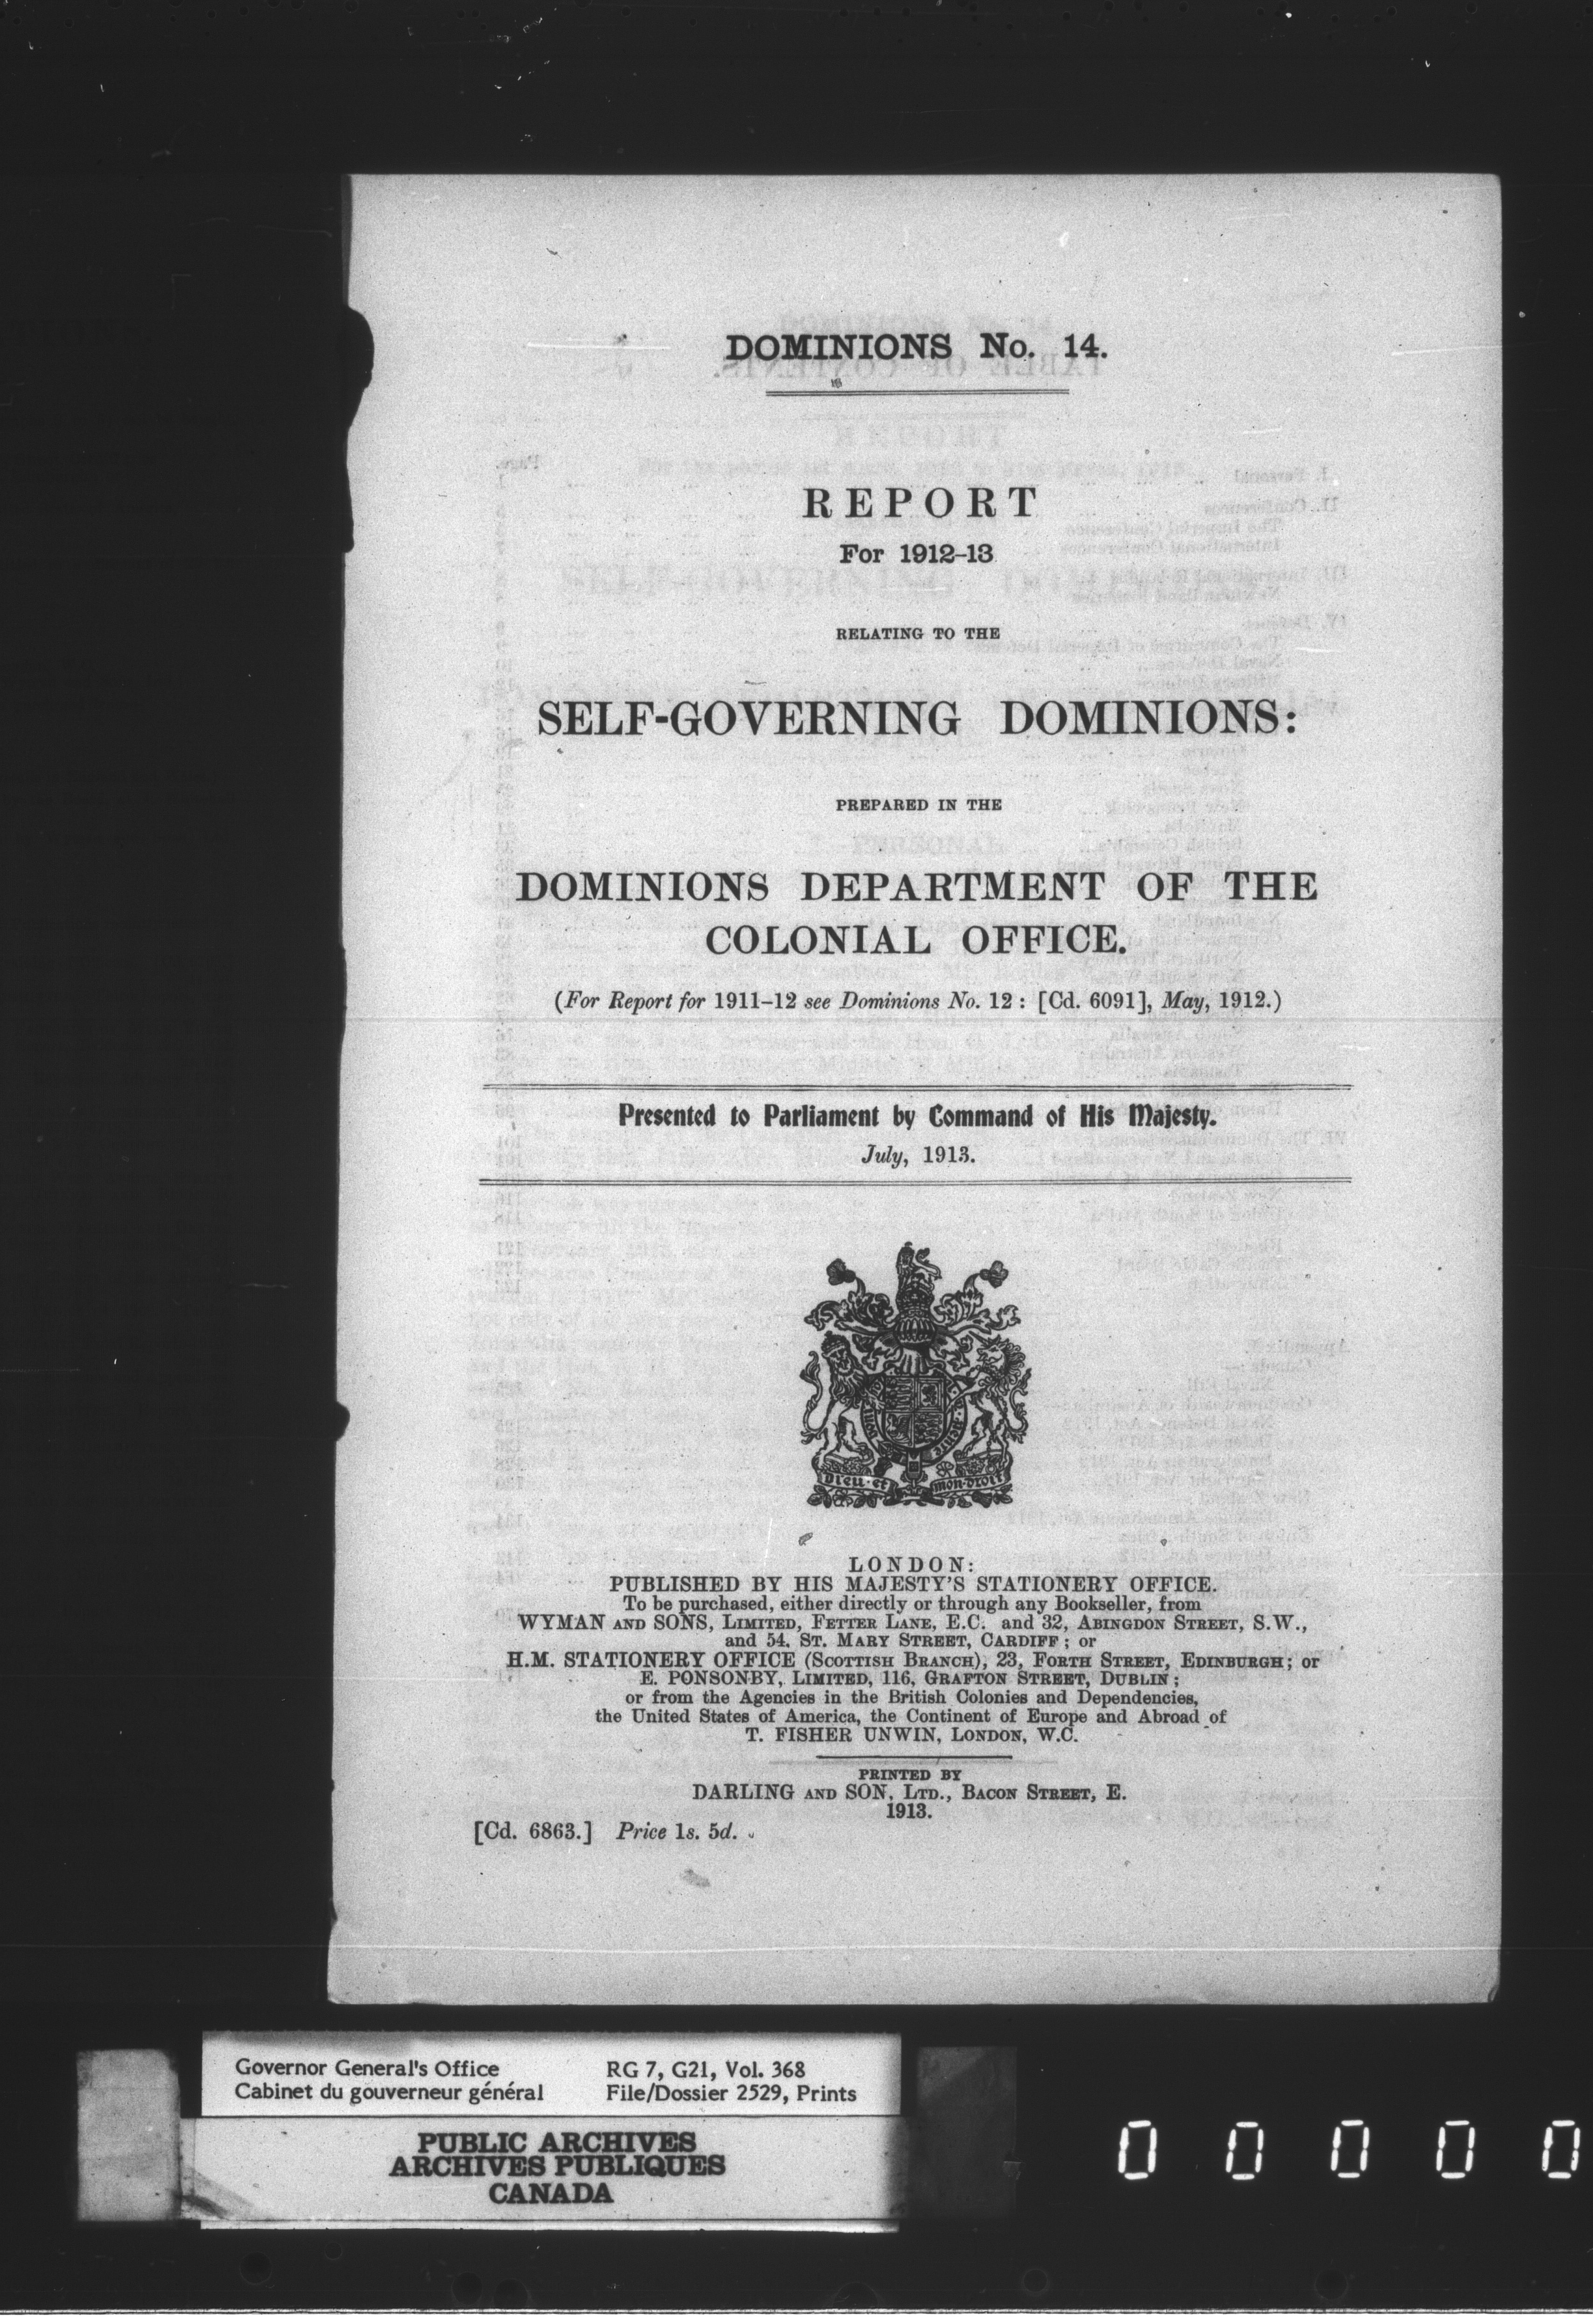 DOMINIONS No. 14.
REPORT
For 1912-13
RELATING TO THE
SELF-GOVERNING DOMINIONS:
PREPARED IN THE
DOMINIONS DEPARTMENT OF THE
COLONIAL OFFICE.
(For Report for 1911-12 see Dominions No. 12 : [Cd. 6091], May, 1912.)
Presented to Parliament by Command of His Majesty.
July, 1913.
Dieu et mon droit
LONDON:
PUBLISHED BY HIS MAJESTY'S STATIONERY OFFICE.
To be purchased, either directly or through any Bookseller, from
WYMAN AND SONS, LIMITED, FETTER LANE, E.C. and 32, ABINGDON STREET, S.W.,
and 54, ST. MARY STREET, CARDIFF; or
H.M. STATIONERY OFFICE (SCOTTISH BRANCH), 23, FORTH STREET, EDINBURGH; or
E. PONSONBY, LIMITED, 116, GRAFTON STREET, DUBLIN;
or from the Agencies in the British Colonies and Dependencies,
the United States of America, the Continent of Europe and Abroad of
T. FISHER UNWIN, LONDON, W.C.
PRINTED BY
DARLING AND SON, LTD., BACON STREET, E.
1913.
[Cd. 6863.] Price 1s. 5d.
Governor General's Office RG 7, G21, Vol. 368
Cabinet du gouverneur général File/Dossier 2529, Prints
PUBLIC ARCHIVES
ARCHIVES PUBLIQUES
CANADA
0 0 0 0 0